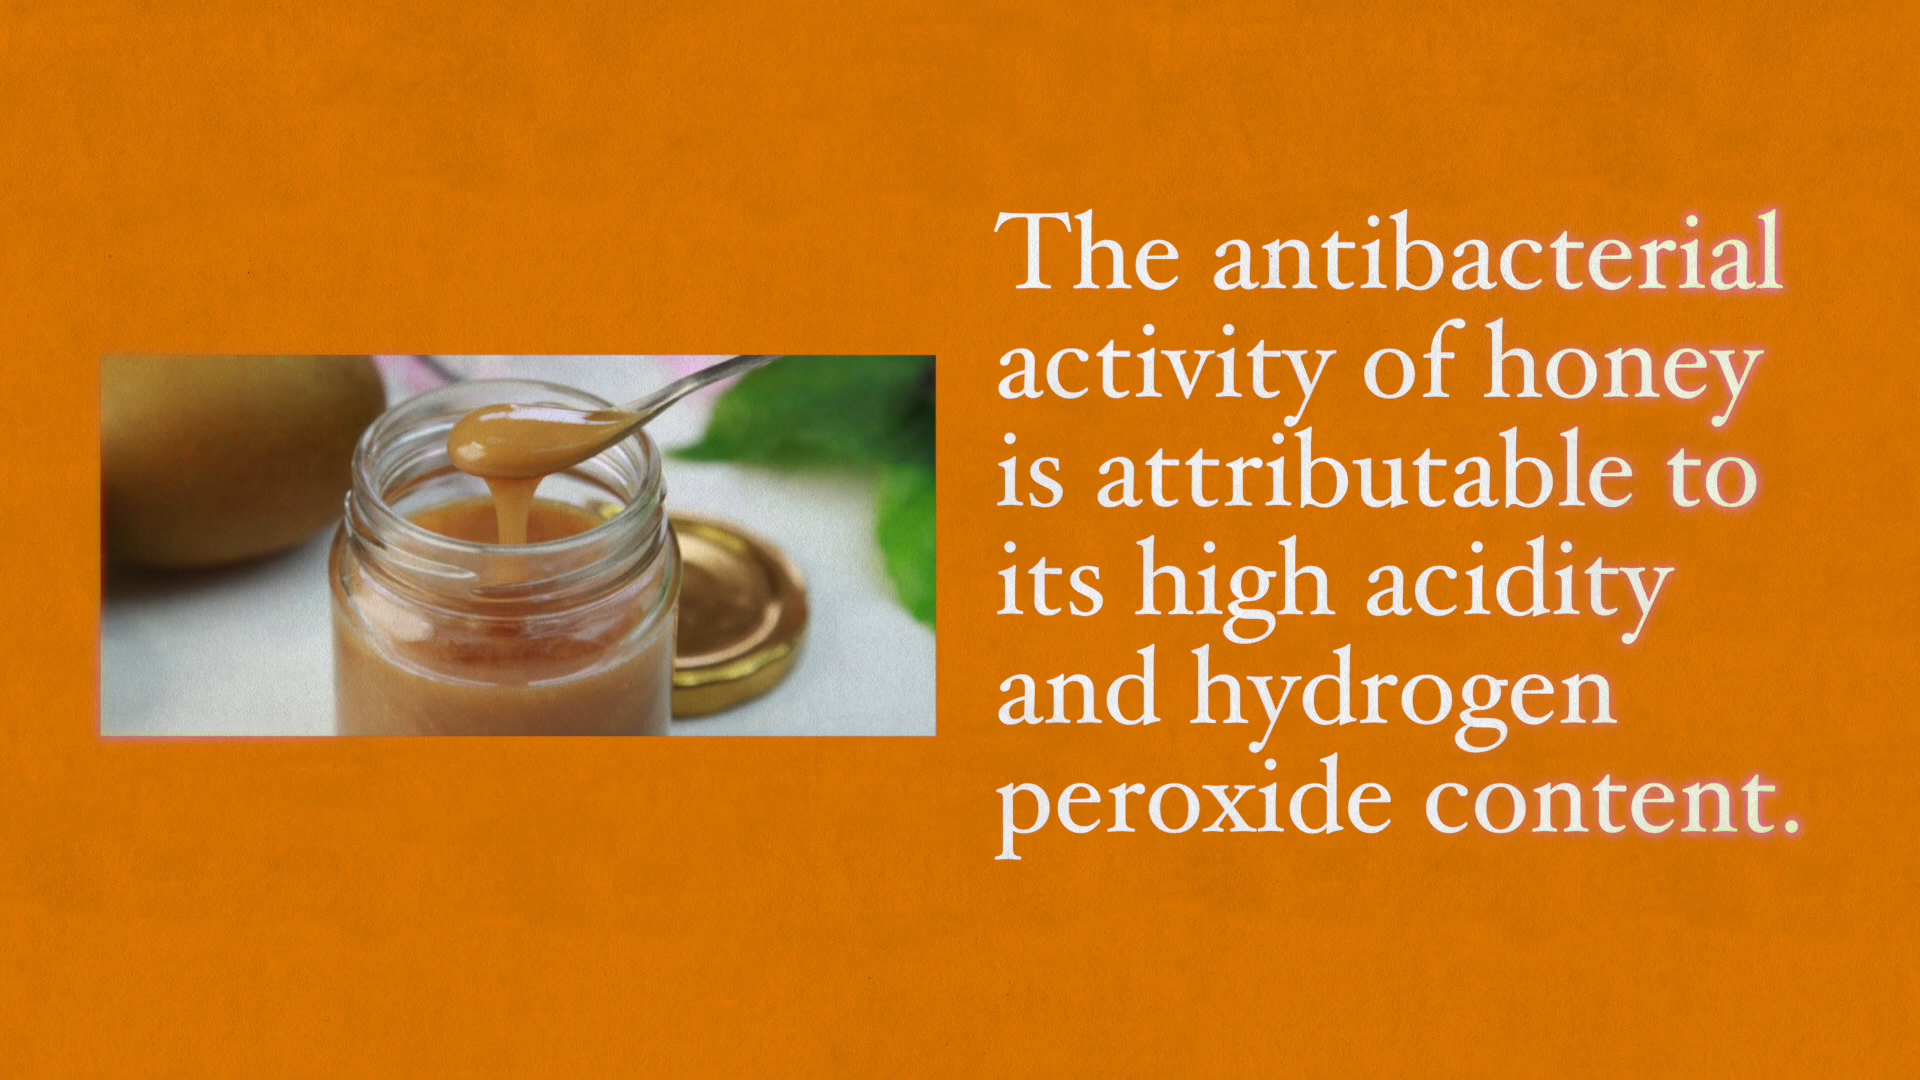 The antibacterial
activity of honey
is attributable to
its high acidity
and hydrogen
peroxide content.